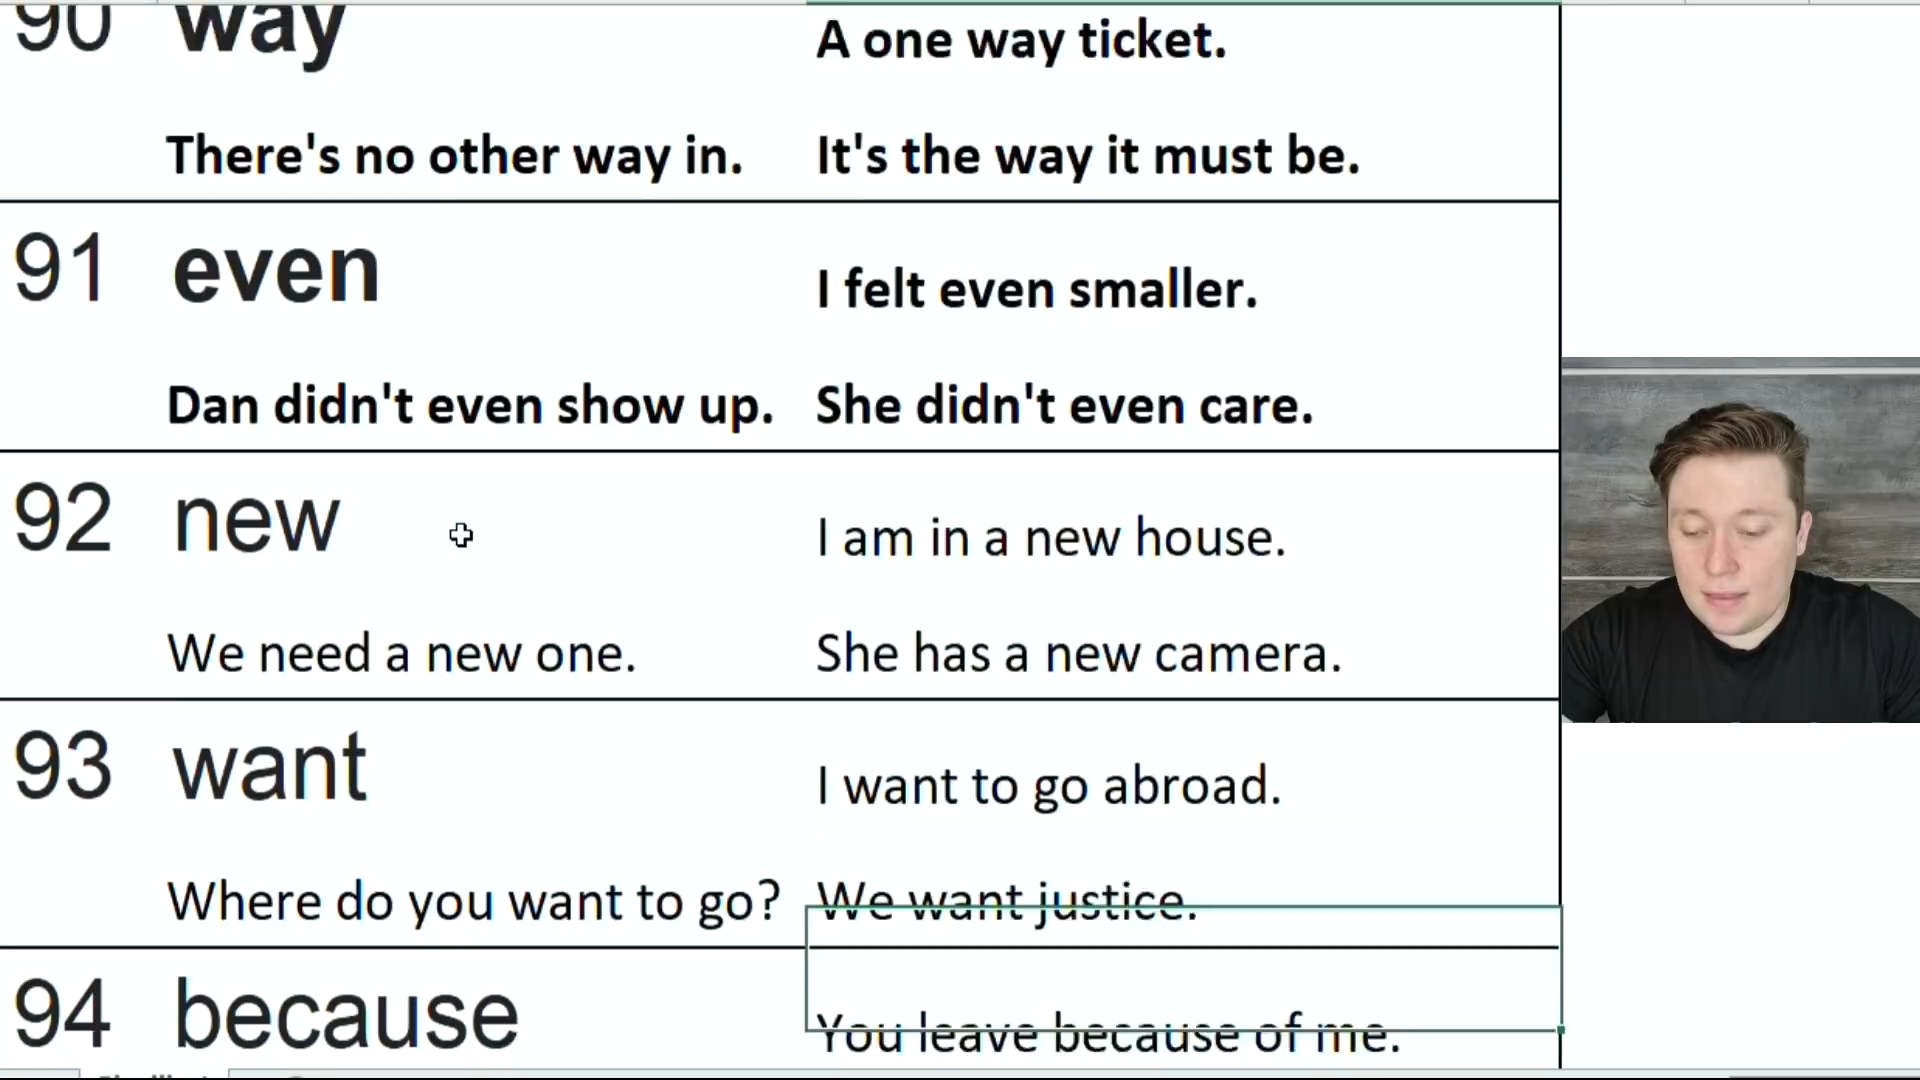 90 way A one way ticket.
There's no other way in. It's the way it must be.
91 even I felt even smaller.
Dan didn't even show up. She didn't even care.
92 new I am in a new house.
We need a new one. She has a new camera.
93 want I want to go abroad.
Where do you want to go? We want justice.
94 because You leave because of me.